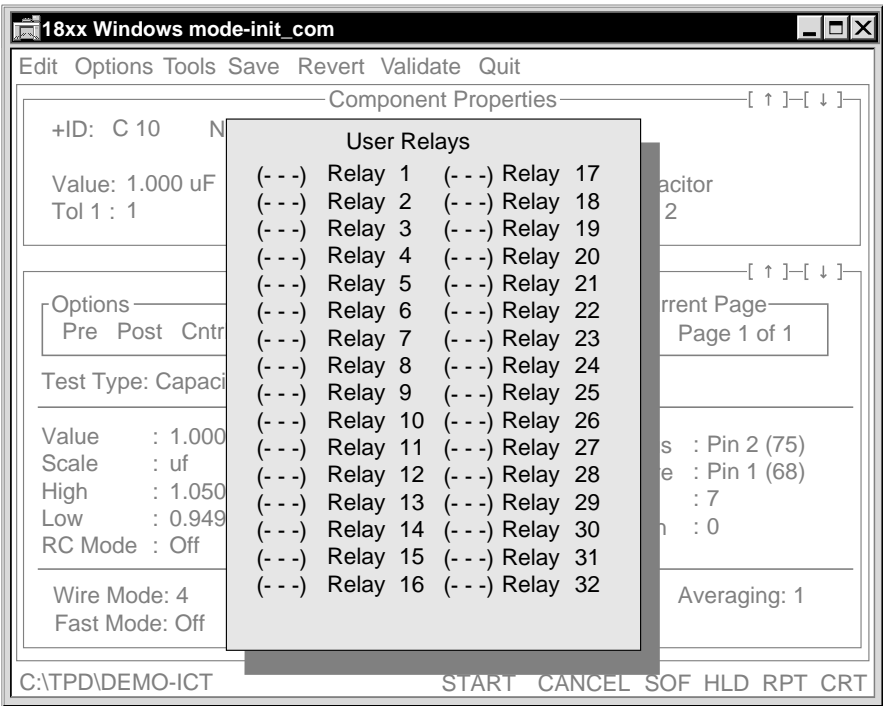 18xx Windows mode-init_com
Edit Options Tools Save Revert Validate Quit
Component Properties [ ↑ ]─[ ↓ ]
+ID: C 10 N
Value: 1.000 uF acitor
Tol 1 : 1 2
User Relays
(- - -) Relay 1 (- - -) Relay 17
(- - -) Relay 2 (- - -) Relay 18
(- - -) Relay 3 (- - -) Relay 19
(- - -) Relay 4 (- - -) Relay 20
(- - -) Relay 5 (- - -) Relay 21
(- - -) Relay 6 (- - -) Relay 22
(- - -) Relay 7 (- - -) Relay 23
(- - -) Relay 8 (- - -) Relay 24
(- - -) Relay 9 (- - -) Relay 25
(- - -) Relay 10 (- - -) Relay 26
(- - -) Relay 11 (- - -) Relay 27
(- - -) Relay 12 (- - -) Relay 28
(- - -) Relay 13 (- - -) Relay 29
(- - -) Relay 14 (- - -) Relay 30
(- - -) Relay 15 (- - -) Relay 31
(- - -) Relay 16 (- - -) Relay 32
[ ↑ ]─[ ↓ ]
Options rrent Page
Pre Post Cntr Page 1 of 1
Test Type: Capaci
Value : 1.000 s : Pin 2 (75)
Scale : uf e : Pin 1 (68)
High : 1.050 : 7
Low : 0.949 : 0
RC Mode : Off
Wire Mode: 4 Averaging: 1
Fast Mode: Off
C:\TPD\DEMO-ICT START CANCEL SOF HLD RPT CRT